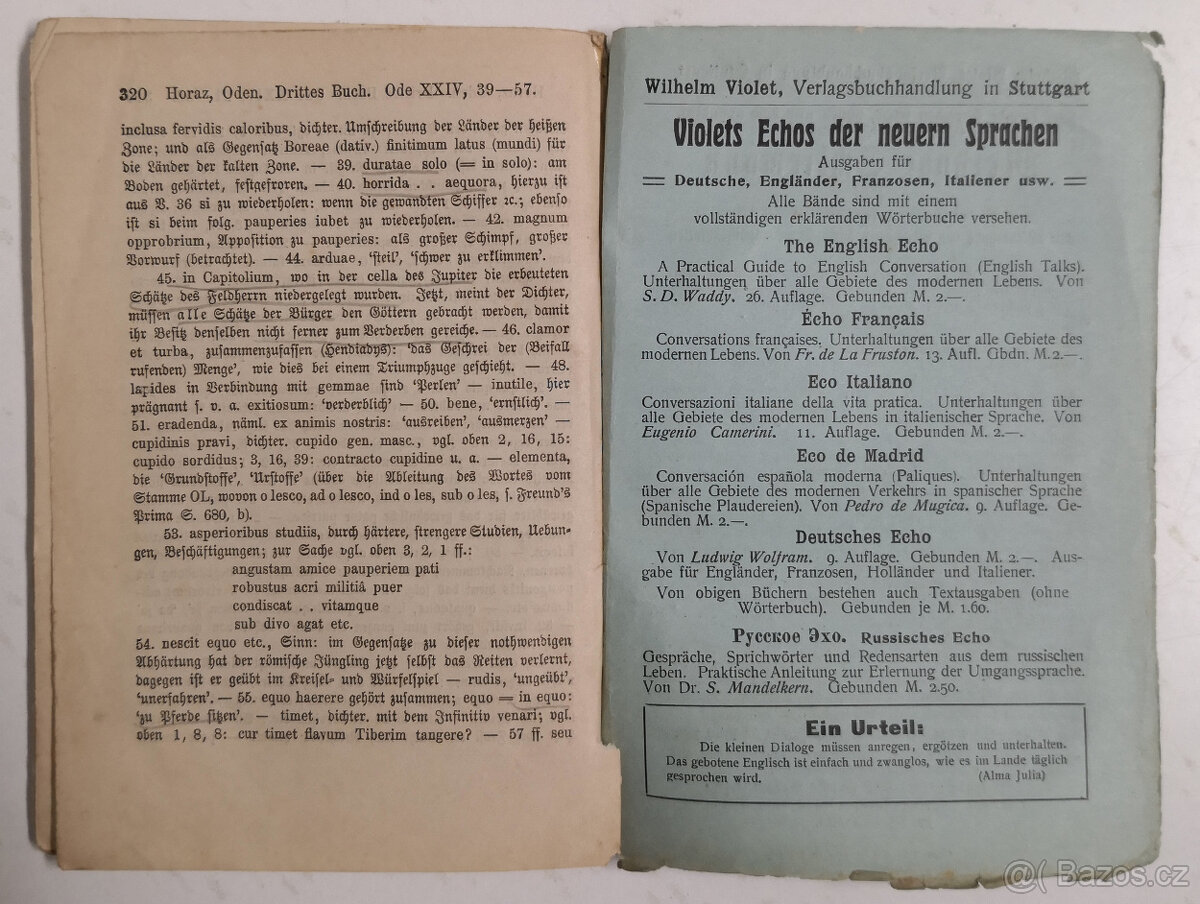 320 Horaz, Oden. Drittes Buch. Ode XXIV, 39—57.
inclusa fervidis caloribus, dichter. Umschreibung der Länder der heißen
Zone; und als Gegensatz Boreae (dativ.) finitimum latus (mundi) für
die Länder der kalten Zone. — 39. duratae solo (= in solo): am
Boden gehärtet, festgefroren. — 40. horrida . . aequora, hierzu ist
aus V. 36 si zu wiederholen: wenn die gewandten Schiffer ꝛc.; ebenso
ist si beim folg. pauperies iubet zu wiederholen. — 42. magnum
opprobrium, Apposition zu pauperies: als großer Schimpf, großer
Vorwurf (betrachtet). — 44. arduae, ‘steil’, ‘schwer zu erklimmen’.
45. in Capitolium, wo in der cella des Jupiter die erbeuteten
Schätze des Feldherrn niedergelegt wurden. Jetzt, meint der Dichter,
müssen alle Schätze der Bürger den Göttern gebracht werden, damit
ihr Besitz denselben nicht ferner zum Verderben gereiche. — 46. clamor
et turba, zusammenzufassen (Hendiadys): ‘das Geschrei der (Beifall
rufenden) Menge’, wie dies bei einem Triumphzuge geschieht. — 48.
lapides in Verbindung mit gemmae sind ‘Perlen’ — inutile, hier
prägnant s. v. a. exitiosum: ‘verderblich’ — 50. bene, ‘ernstlich’. —
51. eradenda, näml. ex animis nostris: ‘ausreiben’, ‘ausmerzen’ —
cupidinis pravi, dichter. cupido gen. masc., vgl. oben 2, 16, 15:
cupido sordidus; 3, 16, 39: contracto cupidine u. a. — elementa,
die ‘Grundstoffe’, ‘Urstoffe’ (über die Ableitung des Wortes vom
Stamme OL, wovon o lesco, ad o lesco, ind o les, sub o les, s. Freund’s
Prima S. 680, b).
53. asperioribus studiis, durch härtere, strengere Studien, Uebun-
gen, Beschäftigungen; zur Sache vgl. oben 3, 2, 1 ff.:
angustam amice pauperiem pati
robustus acri militiâ puer
condiscat . . vitamque
sub divo agat etc.
54. nescit equo etc., Sinn: im Gegensatze zu dieser nothwendigen
Abhärtung hat der römische Jüngling jetzt selbst das Reiten verlernt,
dagegen ist er geübt im Kreisel- und Würfelspiel — rudis, ‘ungeübt’,
‘unerfahren’. — 55. equo haerere gehört zusammen; equo = in equo:
‘zu Pferde sitzen’. — timet, dichter. mit dem Infinitiv venari; vgl.
oben 1, 8, 8: cur timet flavum Tiberim tangere? — 57 ff. seu
Wilhelm Violet, Verlagsbuchhandlung in Stuttgart
Violets Echos der neuern Sprachen
Ausgaben für
Deutsche, Engländer, Franzosen, Italiener usw.
Alle Bände sind mit einem
vollständigen erklärenden Wörterbuche versehen.
The English Echo
A Practical Guide to English Conversation (English Talks).
Unterhaltungen über alle Gebiete des modernen Lebens. Von
S. D. Waddy. 26. Auflage. Gebunden M. 2.—.
Écho Français
Conversations françaises. Unterhaltungen über alle Gebiete des
modernen Lebens. Von Fr. de La Fruston. 13. Aufl. Gbdn. M. 2.—.
Eco Italiano
Conversazioni italiane della vita pratica. Unterhaltungen über
alle Gebiete des modernen Lebens in italienischer Sprache. Von
Eugenio Camerini. 11. Auflage. Gebunden M. 2.—.
Eco de Madrid
Conversación española moderna (Paliques). Unterhaltungen
über alle Gebiete des modernen Verkehrs in spanischer Sprache
(Spanische Plaudereien). Von Pedro de Mugica. 9. Auflage. Ge-
bunden M. 2.—.
Deutsches Echo
Von Ludwig Wolfram. 9. Auflage. Gebunden M. 2.—. Aus-
gabe für Engländer, Franzosen, Holländer und Italiener.
Von obigen Büchern bestehen auch Textausgaben (ohne
Wörterbuch). Gebunden je M. 1.60.
Русское Эхо. Russisches Echo
Gespräche, Sprichwörter und Redensarten aus dem russischen
Leben. Praktische Anleitung zur Erlernung der Umgangssprache.
Von Dr. S. Mandelkern. Gebunden M. 2.50.
Ein Urteil:
Die kleinen Dialoge müssen anregen, ergötzen und unterhalten.
Das gebotene Englisch ist einfach und zwanglos, wie es im Lande täglich
gesprochen wird. (Alma Julia)
Bazos.cz